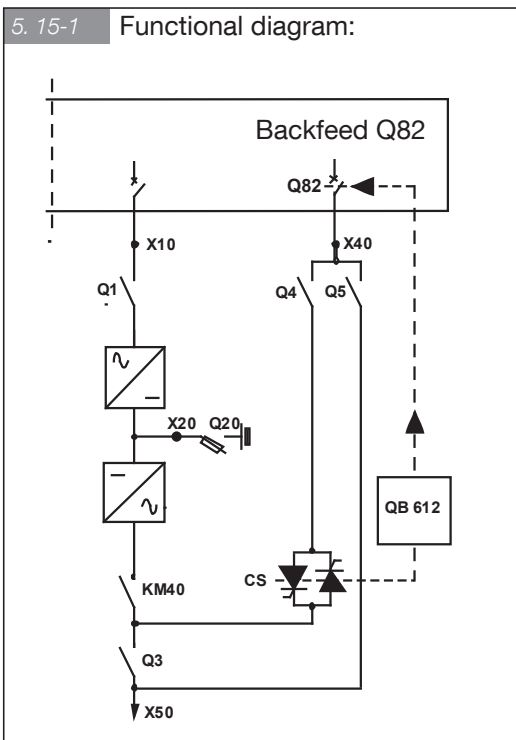 5. 15-1 Functional diagram:
Backfeed Q82
Q82
X10
X40
Q1
Q4
Q5
X20
Q20
QB 612
CS
KM40
Q3
X50